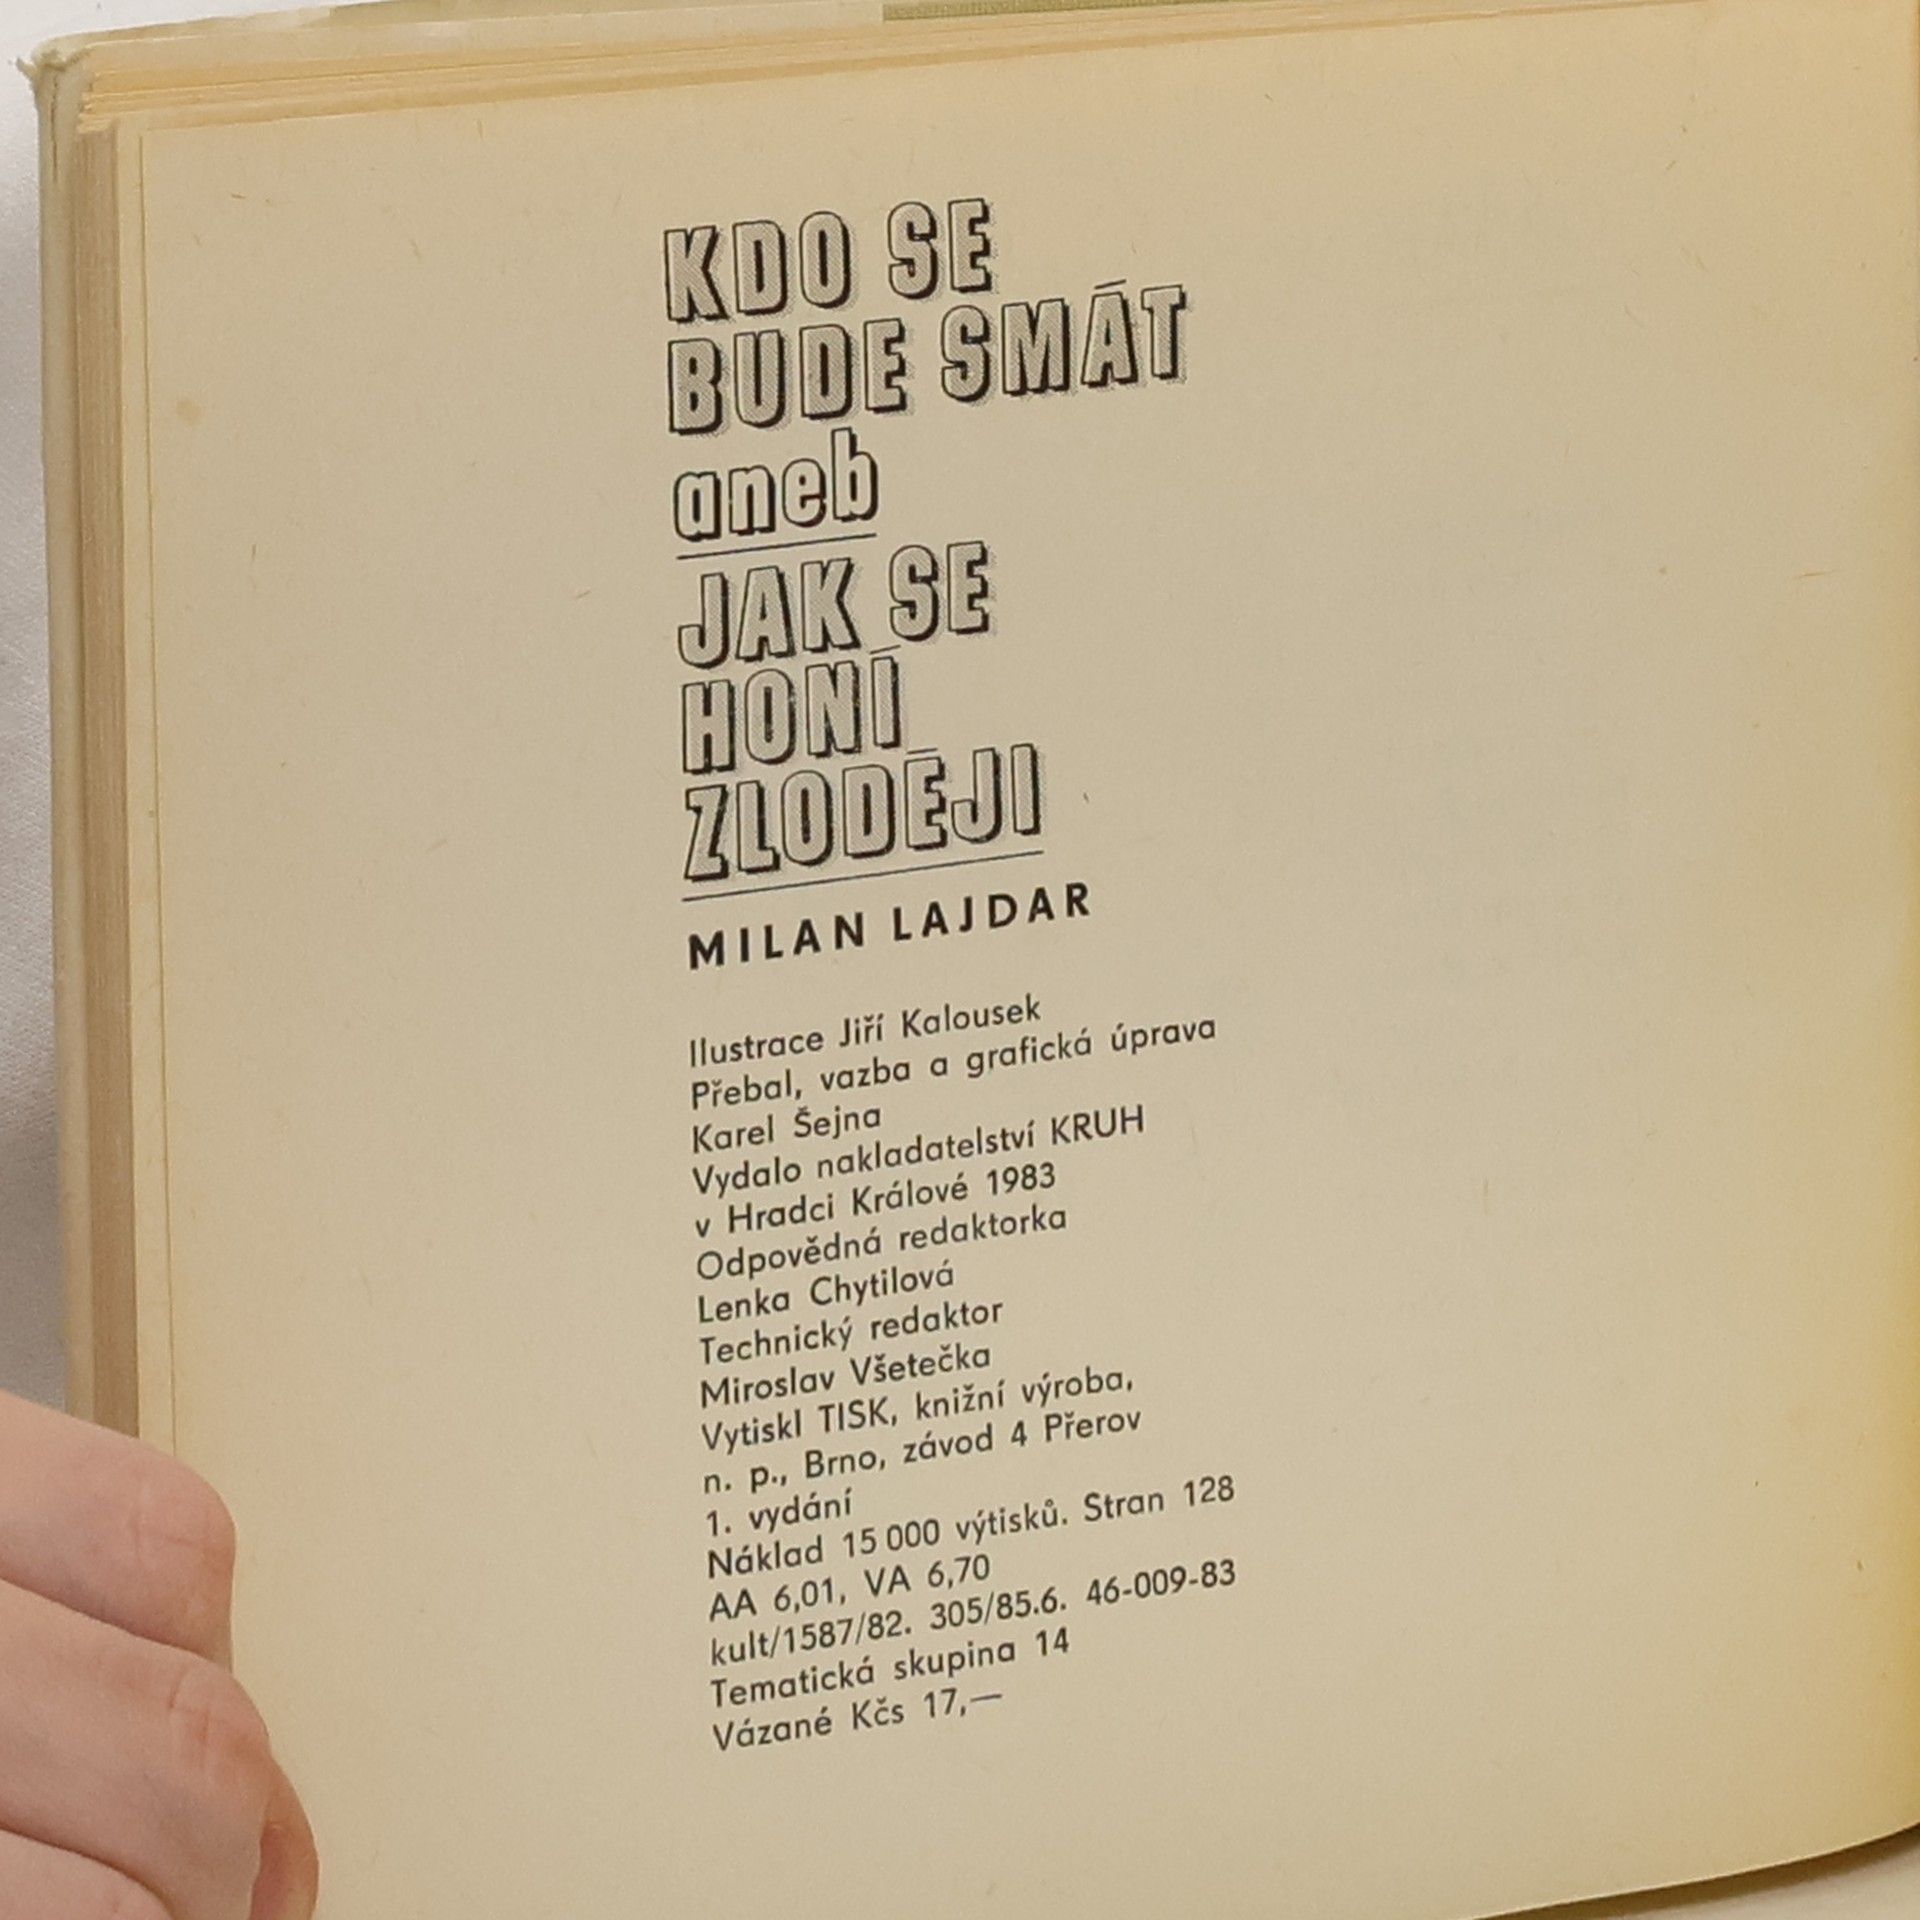 KDO SE
BUDE SMÁT
aneb
JAK SE
HONÍ
ZLODĚJI
MILAN LAJDAR
Ilustrace Jiří Kalousek
Přebal, vazba a grafická úprava
Karel Šejna
Vydalo nakladatelství KRUH
v Hradci Králové 1983
Odpovědná redaktorka
Lenka Chytilová
Technický redaktor
Miroslav Všetečka
Vytiskl TISK, knižní výroba,
n. p., Brno, závod 4 Přerov
1. vydání
Náklad 15 000 výtisků. Stran 128
AA 6,01, VA 6,70
kult/1587/82. 305/85.6. 46-009-83
Tematická skupina 14
Vázané Kčs 17,—